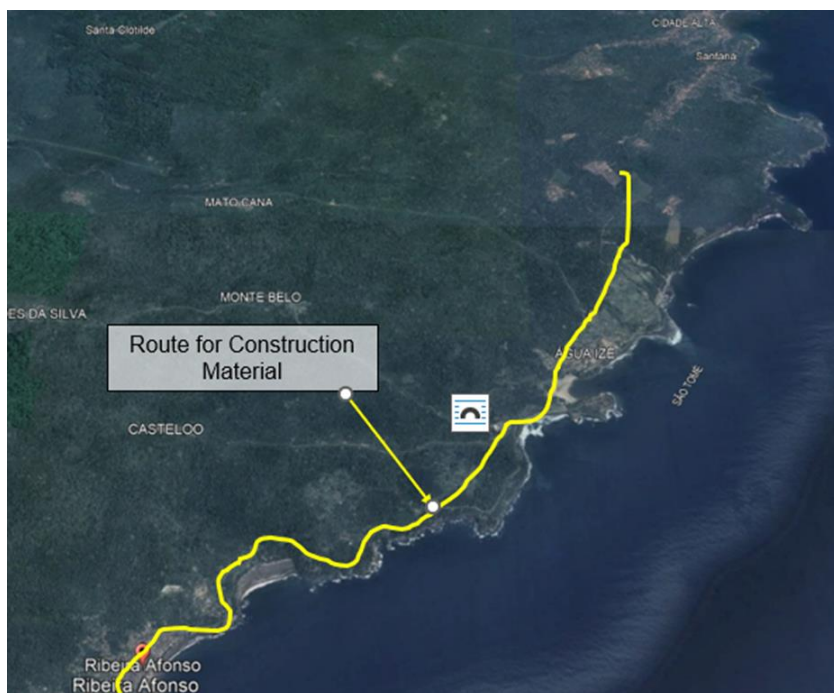 Santa Clotilde
CIDADE ALTA
Santana
MATO CANA
MONTE BELO
ES DA SILVA
Route for Construction
Material
ÁGUA IZÉ
SÃO TOMÉ
CASTELOO
Ribeira Afonso
Ribeira Afonso